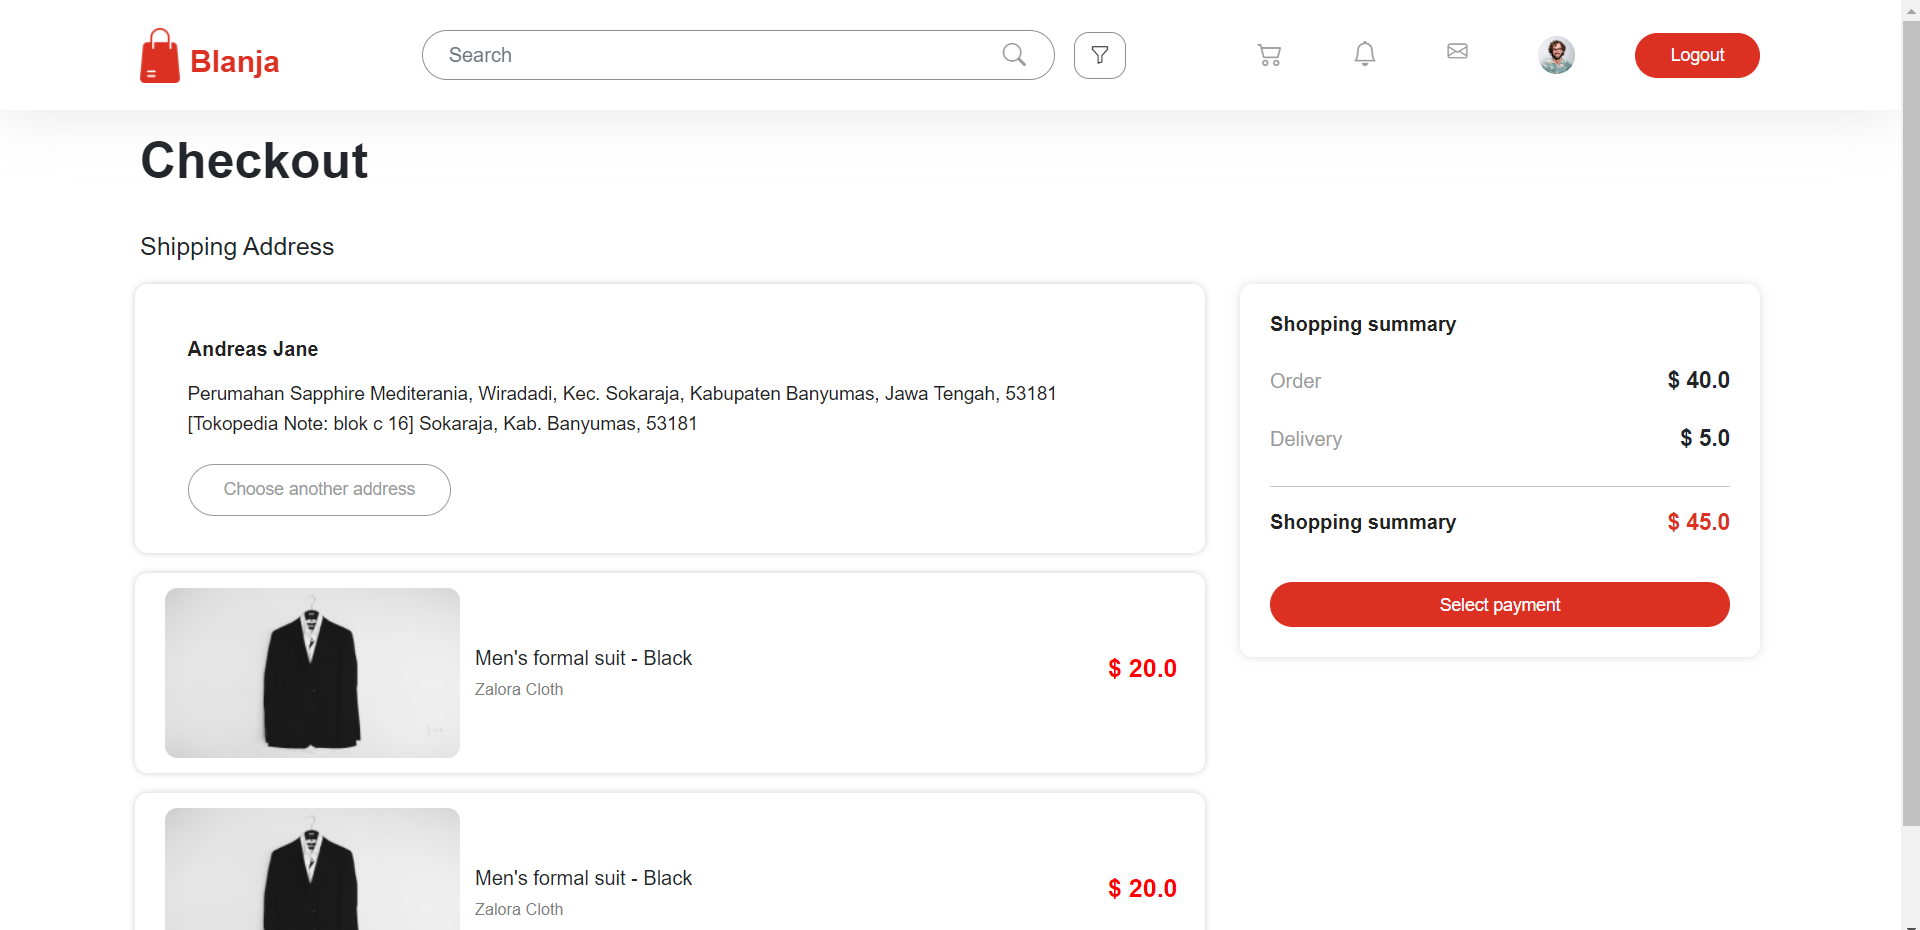 Blanja
Search
Logout
Checkout
Shipping Address
Andreas Jane
Perumahan Sapphire Mediterania, Wiradadi, Kec. Sokaraja, Kabupaten Banyumas, Jawa Tengah, 53181
[Tokopedia Note: blok c 16] Sokaraja, Kab. Banyumas, 53181
Choose another address
Men's formal suit - Black
Zalora Cloth
$ 20.0
Men's formal suit - Black
Zalora Cloth
$ 20.0
Shopping summary
Order $ 40.0
Delivery $ 5.0
Shopping summary $ 45.0
Select payment